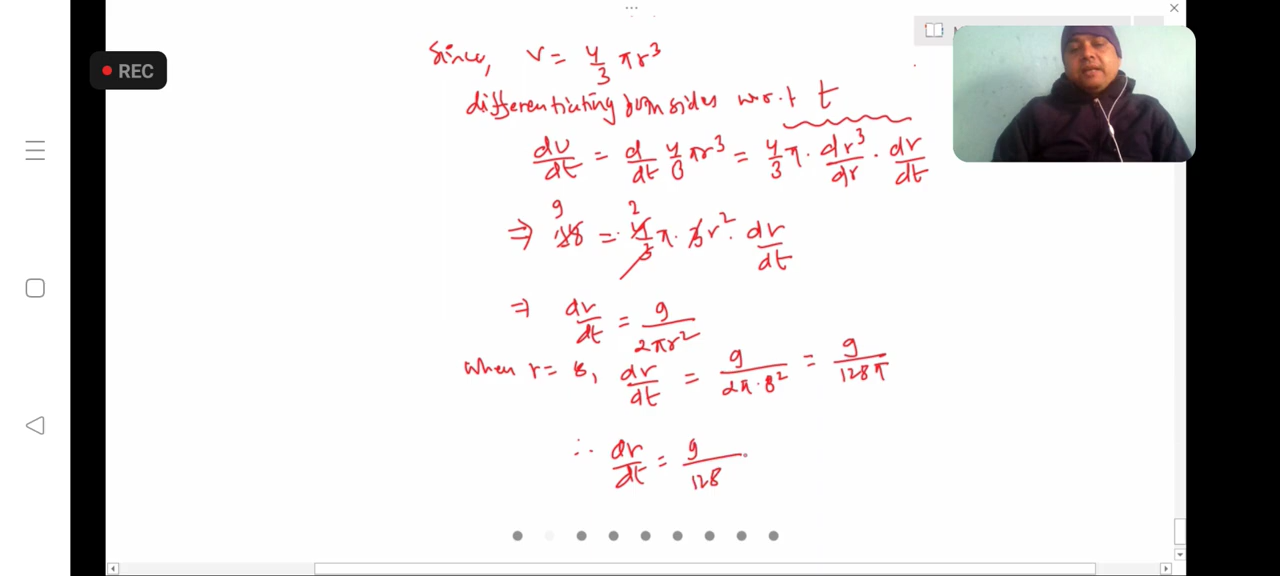 REC
Since, V = 4/3 πr³
differentiating both sides w.r.t t
dv/dt = d/dt 4/3 πr³ = 4/3 π · dr³/dr · dr/dt
⇒ 9 18 = 2 4/3 π · 3r² · dr/dt
⇒ dr/dt = 9/2πr²
When r = 8, dr/dt = 9/2π·8² = 9/128π
∴ dr/dt = 9/128